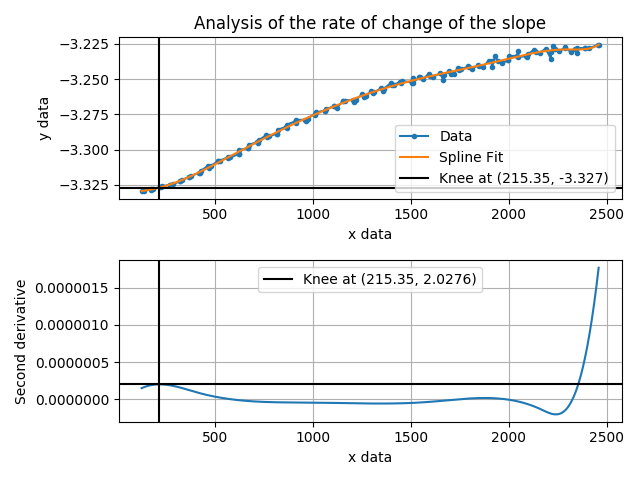 Analysis of the rate of change of the slope
−3.225
−3.250
−3.275
−3.300
−3.325
y data
Data
Spline Fit
Knee at (215.35, -3.327)
500
1000
1500
2000
2500
x data
Knee at (215.35, 2.0276)
0.0000015
0.0000010
0.0000005
0.0000000
Second derivative
500
1000
1500
2000
2500
x data